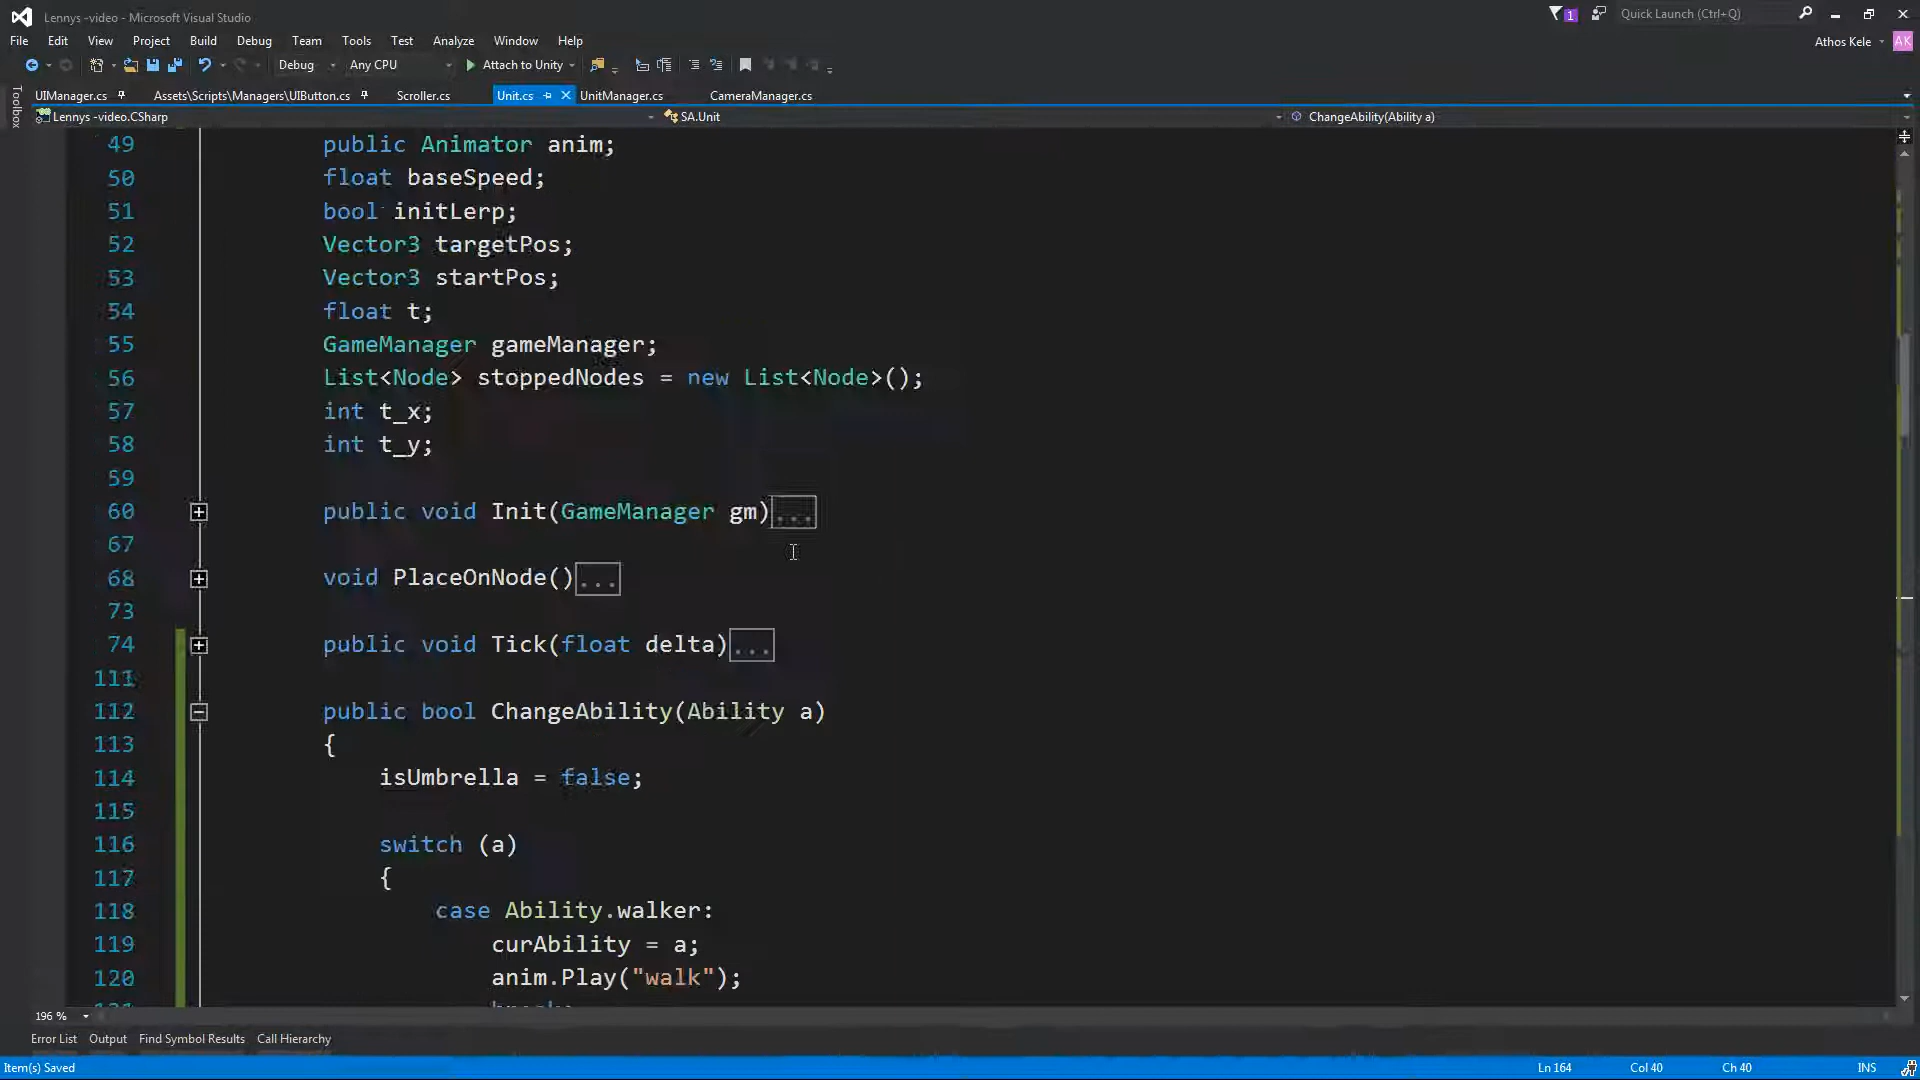 Lennys -video - Microsoft Visual Studio
1
Quick Launch (Ctrl+Q)
File Edit View Project Build Debug Team Tools Test Analyze Window Help
Athos Kele AK
Debug Any CPU Attach to Unity
Toolbox
UIManager.cs Assets\Scripts\Managers\UIButton.cs Scroller.cs Unit.cs UnitManager.cs CameraManager.cs
Lennys -video.CSharp SA.Unit ChangeAbility(Ability a)
49 public Animator anim;
50 float baseSpeed;
51 bool initLerp;
52 Vector3 targetPos;
53 Vector3 startPos;
54 float t;
55 GameManager gameManager;
56 List<Node> stoppedNodes = new List<Node>();
57 int t_x;
58 int t_y;
59
60 public void Init(GameManager gm)...
67
68 void PlaceOnNode()...
73
74 public void Tick(float delta)...
111
112 public bool ChangeAbility(Ability a)
113 {
114 isUmbrella = false;
115
116 switch (a)
117 {
118 case Ability.walker:
119 curAbility = a;
120 anim.Play("walk");
196 %
Error List Output Find Symbol Results Call Hierarchy
Item(s) Saved Ln 164 Col 40 Ch 40 INS